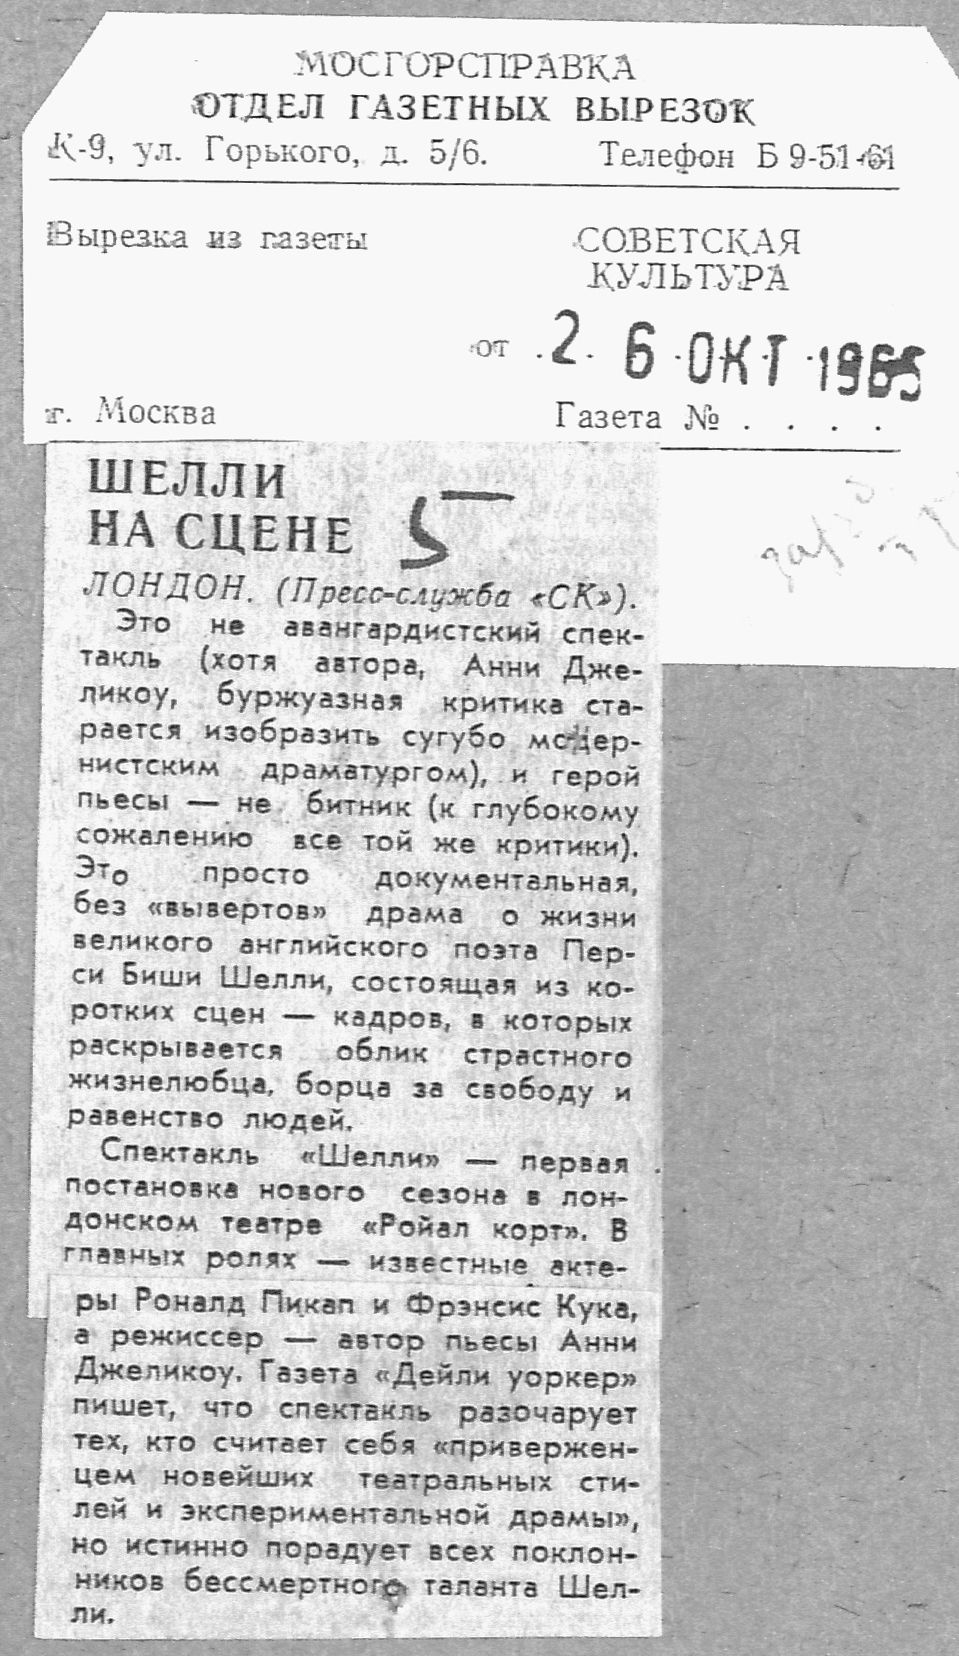 МОСГОРСПРАВКА
ОТДЕЛ ГАЗЕТНЫХ ВЫРЕЗОК
К-9, ул. Горького, д. 5/6. Телефон Б 9-51-61
Вырезка из газеты СОВЕТСКАЯ
КУЛЬТУРА
от . 2 . 6 ОКТ 1965
г. Москва Газета № . . . .
ШЕЛЛИ
НА СЦЕНЕ 5
ЛОНДОН. (Пресс-служба «СК»).
Это не авангардистский спек-
такль (хотя автора, Анни Дже-
ликоу, буржуазная критика ста-
рается изобразить сугубо модер-
нистским драматургом), и герой
пьесы — не битник (к глубокому
сожалению все той же критики).
Это просто документальная,
без «вывертов» драма о жизни
великого английского поэта Пер-
си Биши Шелли, состоящая из ко-
ротких сцен — кадров, в которых
раскрывается облик страстного
жизнелюбца, борца за свободу и
равенство людей.
Спектакль «Шелли» — первая
постановка нового сезона в лон-
донском театре «Ройал корт». В
главных ролях — известные акте-
ры Роналд Пикап и Фрэнсис Кука,
а режиссер — автор пьесы Анни
Джеликоу. Газета «Дейли уоркер»
пишет, что спектакль разочарует
тех, кто считает себя «привержен-
цем новейших театральных сти-
лей и экспериментальной драмы»,
но истинно порадует всех поклон-
ников бессмертного таланта Шел-
ли.